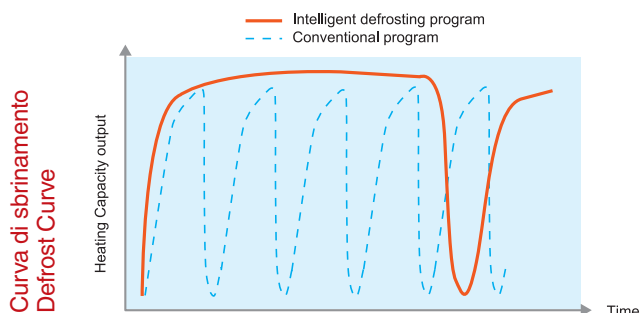 Intelligent defrosting program
Conventional program
Curva di sbrinamento
Defrost Curve
Heating Capacity output
Time